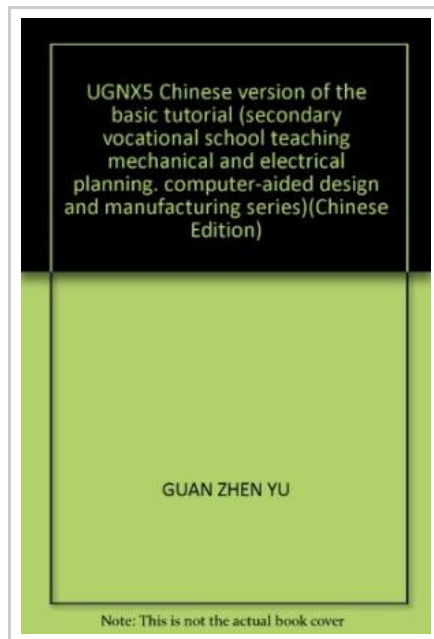 UGNX5 Chinese version of the
basic tutorial (secondary
vocational school teaching
mechanical and electrical
planning. computer-aided design
and manufacturing series)(Chinese
Edition)
GUAN ZHEN YU
Note: This is not the actual book cover